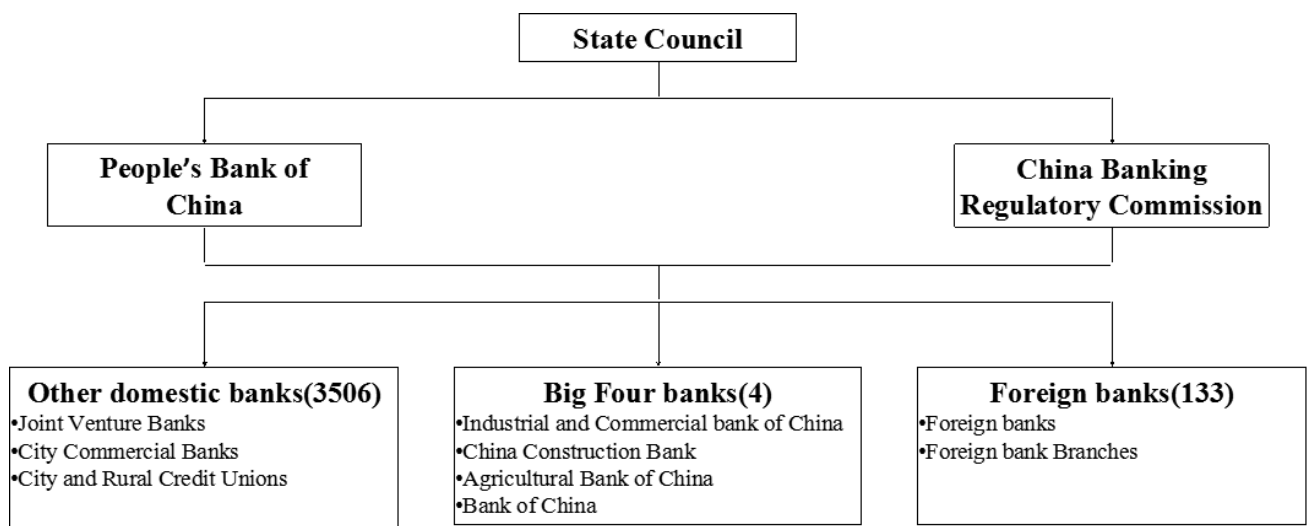 State Council
People's Bank of
China
China Banking
Regulatory Commission
Other domestic banks(3506)
•Joint Venture Banks
•City Commercial Banks
•City and Rural Credit Unions
Big Four banks(4)
•Industrial and Commercial bank of China
•China Construction Bank
•Agricultural Bank of China
•Bank of China
Foreign banks(133)
•Foreign banks
•Foreign bank Branches